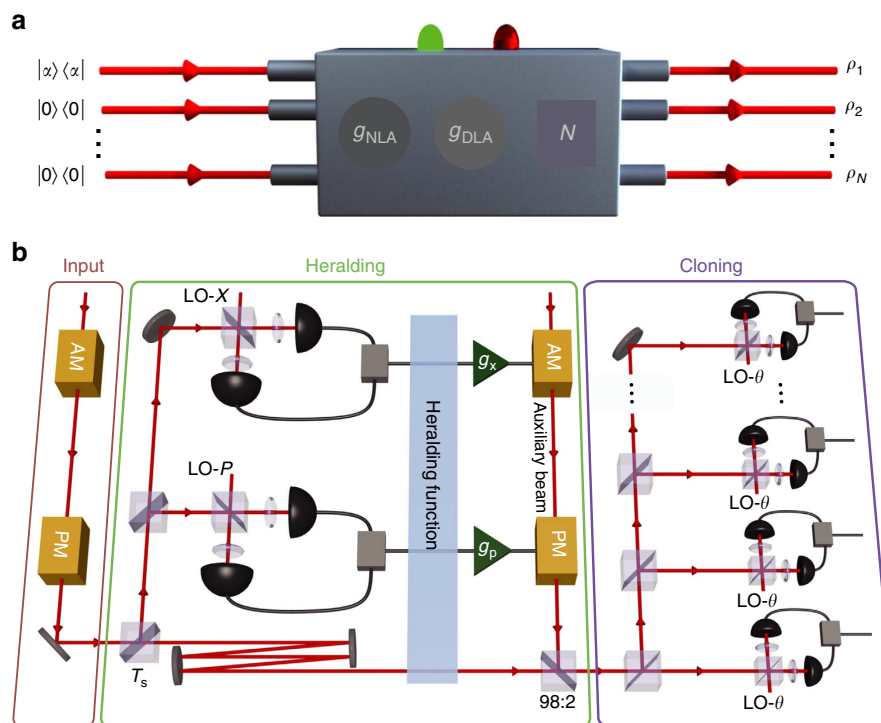 a
|α⟩⟨α|
|0⟩⟨0|
|0⟩⟨0|
g_NLA
g_DLA
N
ρ_1
ρ_2
ρ_N
b
Input
Heralding
Cloning
AM
PM
LO-X
LO-P
T_s
Heralding function
g_x
g_p
AM
Auxiliary beam
PM
98:2
LO-θ
LO-θ
LO-θ
LO-θ